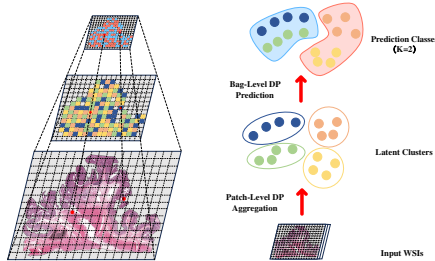 Prediction Classe
(K=2)
Bag-Level DP
Prediction
Latent Clusters
Patch-Level DP
Aggregation
Input WSIs